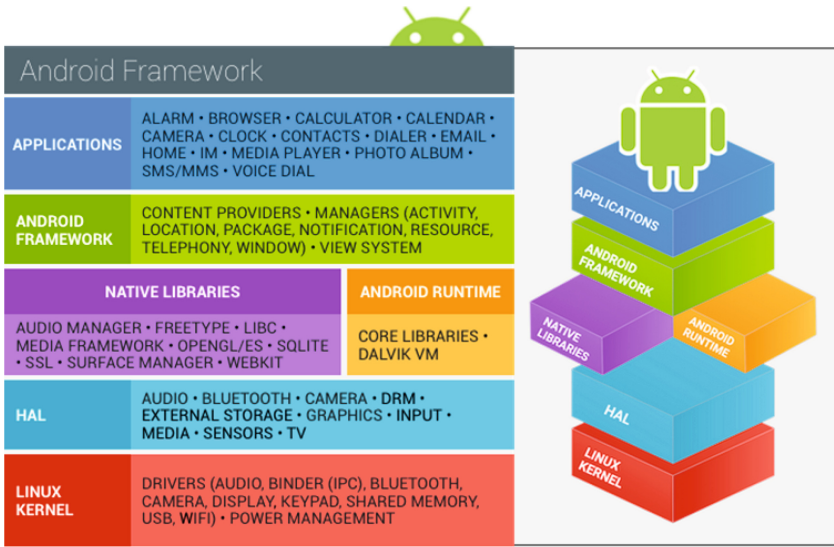 Android Framework
APPLICATIONS
ALARM • BROWSER • CALCULATOR • CALENDAR •
CAMERA • CLOCK • CONTACTS • DIALER • EMAIL •
HOME • IM • MEDIA PLAYER • PHOTO ALBUM •
SMS/MMS • VOICE DIAL
ANDROID
FRAMEWORK
CONTENT PROVIDERS • MANAGERS (ACTIVITY,
LOCATION, PACKAGE, NOTIFICATION, RESOURCE,
TELEPHONY, WINDOW) • VIEW SYSTEM
NATIVE LIBRARIES
AUDIO MANAGER • FREETYPE • LIBC •
MEDIA FRAMEWORK • OPENGL/ES • SQLITE
• SSL • SURFACE MANAGER • WEBKIT
ANDROID RUNTIME
CORE LIBRARIES •
DALVIK VM
HAL
AUDIO • BLUETOOTH • CAMERA • DRM •
EXTERNAL STORAGE • GRAPHICS • INPUT •
MEDIA • SENSORS • TV
LINUX
KERNEL
DRIVERS (AUDIO, BINDER (IPC), BLUETOOTH,
CAMERA, DISPLAY, KEYPAD, SHARED MEMORY,
USB, WIFI) • POWER MANAGEMENT
APPLICATIONS
ANDROID
FRAMEWORK
NATIVE
LIBRARIES
ANDROID
RUNTIME
HAL
LINUX
KERNEL